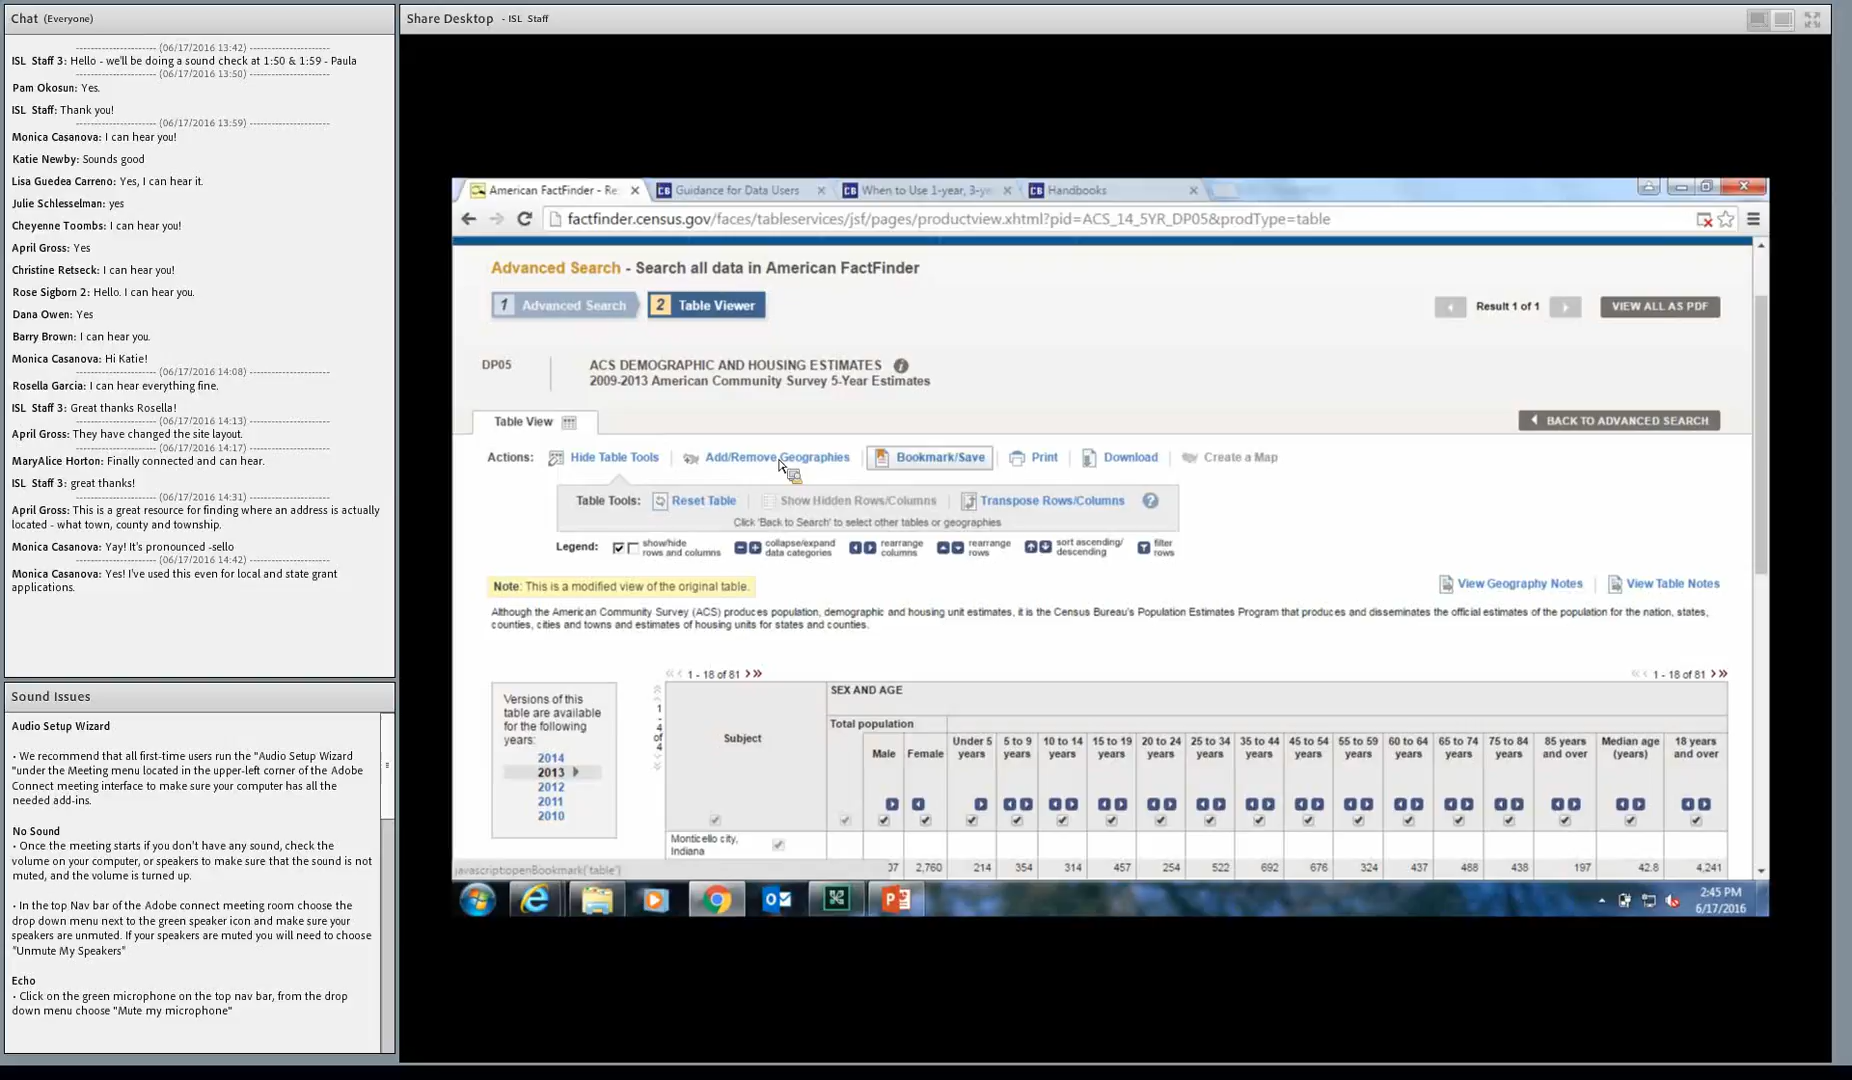 Chat (Everyone)
---------------------- (06/17/2016 13:42) ----------------------
ISL Staff 3: Hello - we'll be doing a sound check at 1:50 & 1:59 - Paula
---------------------- (06/17/2016 13:50) ----------------------
Pam Okosun: Yes.
ISL Staff: Thank you!
---------------------- (06/17/2016 13:59) ----------------------
Monica Casanova: I can hear you!
Katie Newby: Sounds good
Lisa Guedea Carreno: Yes, I can hear it.
Julie Schlesselman: yes
Cheyenne Toombs: I can hear you!
April Gross: Yes
Christine Retseck: I can hear you!
Rose Sigborn 2: Hello. I can hear you.
Dana Owen: Yes
Barry Brown: I can hear you.
Monica Casanova: Hi Katie!
---------------------- (06/17/2016 14:08) ----------------------
Rosella Garcia: I can hear everything fine.
ISL Staff 3: Great thanks Rosella!
---------------------- (06/17/2016 14:13) ----------------------
April Gross: They have changed the site layout.
---------------------- (06/17/2016 14:17) ----------------------
MaryAlice Horton: Finally connected and can hear.
ISL Staff 3: great thanks!
---------------------- (06/17/2016 14:31) ----------------------
April Gross: This is a great resource for finding where an address is actually
located - what town, county and township.
Monica Casanova: Yay! It's pronounced -sello
---------------------- (06/17/2016 14:42) ----------------------
Monica Casanova: Yes! I've used this even for local and state grant
applications.
Sound Issues
Audio Setup Wizard
• We recommend that all first-time users run the "Audio Setup Wizard
"under the Meeting menu located in the upper-left corner of the Adobe
Connect meeting interface to make sure your computer has all the
needed add-ins.
No Sound
• Once the meeting starts if you don't have any sound, check the
volume on your computer, or speakers to make sure that the sound is not
muted, and the volume is turned up.
• In the top Nav bar of the Adobe connect meeting room choose the
drop down menu next to the green speaker icon and make sure your
speakers are unmuted. If your speakers are muted you will need to choose
"Unmute My Speakers"
Echo
• Click on the green microphone on the top nav bar, from the drop
down menu choose "Mute my microphone"
Share Desktop - ISL Staff
American FactFinder - Re CB Guidance for Data Users CB When to Use 1-year, 3-ye CB Handbooks
factfinder.census.gov/faces/tableservices/jsf/pages/productview.xhtml?pid=ACS_14_5YR_DP05&prodType=table
Advanced Search - Search all data in American FactFinder
1 Advanced Search 2 Table Viewer Result 1 of 1 VIEW ALL AS PDF
DP05 ACS DEMOGRAPHIC AND HOUSING ESTIMATES
2009-2013 American Community Survey 5-Year Estimates
Table View BACK TO ADVANCED SEARCH
Actions: Hide Table Tools Add/Remove Geographies Bookmark/Save Print Download Create a Map
Table Tools: Reset Table Show Hidden Rows/Columns Transpose Rows/Columns ?
Click 'Back to Search' to select other tables or geographies
Legend: show/hide rows and columns collapse/expand data categories rearrange columns rearrange rows sort ascending/ descending filter rows
Note: This is a modified view of the original table. View Geography Notes View Table Notes
Although the American Community Survey (ACS) produces population, demographic and housing unit estimates, it is the Census Bureau's Population Estimates Program that produces and disseminates the official estimates of the population for the nation, states,
counties, cities and towns and estimates of housing units for states and counties.
1 - 18 of 81 1 - 18 of 81
Versions of this
table are available
for the following
years:
2014
2013
2012
2011
2010
1
-
4
of
4
SEX AND AGE
Subject
Total population
Male Female Under 5 years 5 to 9 years 10 to 14 years 15 to 19 years 20 to 24 years 25 to 34 years 35 to 44 years 45 to 54 years 55 to 59 years 60 to 64 years 65 to 74 years 75 to 84 years 85 years and over Median age (years) 18 years and over
Monticello city,
Indiana
2,760 214 354 314 457 254 522 692 676 324 437 488 438 197 42.8 4,241
javascript:openBookmark('table')
2:45 PM
6/17/2016